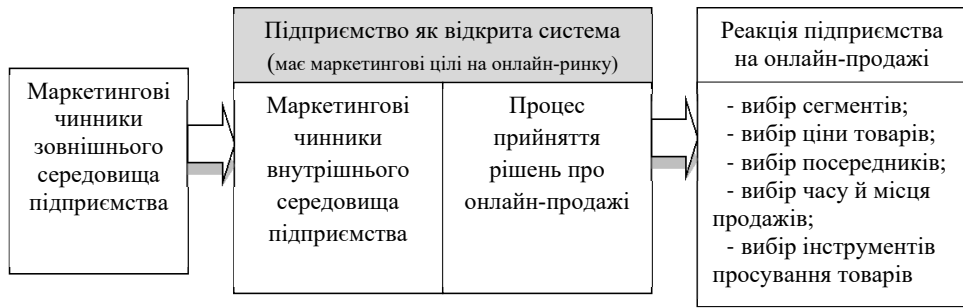 Маркетингові
чинники
зовнішнього
середовища
підприємства
Підприємство як відкрита система
(має маркетингові цілі на онлайн-ринку)
Маркетингові
чинники
внутрішнього
середовища
підприємства
Процес
прийняття
рішень про
онлайн-продажі
Реакція підприємства
на онлайн-продажі
- вибір сегментів;
- вибір ціни товарів;
- вибір посередників;
- вибір часу й місця
продажів;
- вибір інструментів
просування товарів